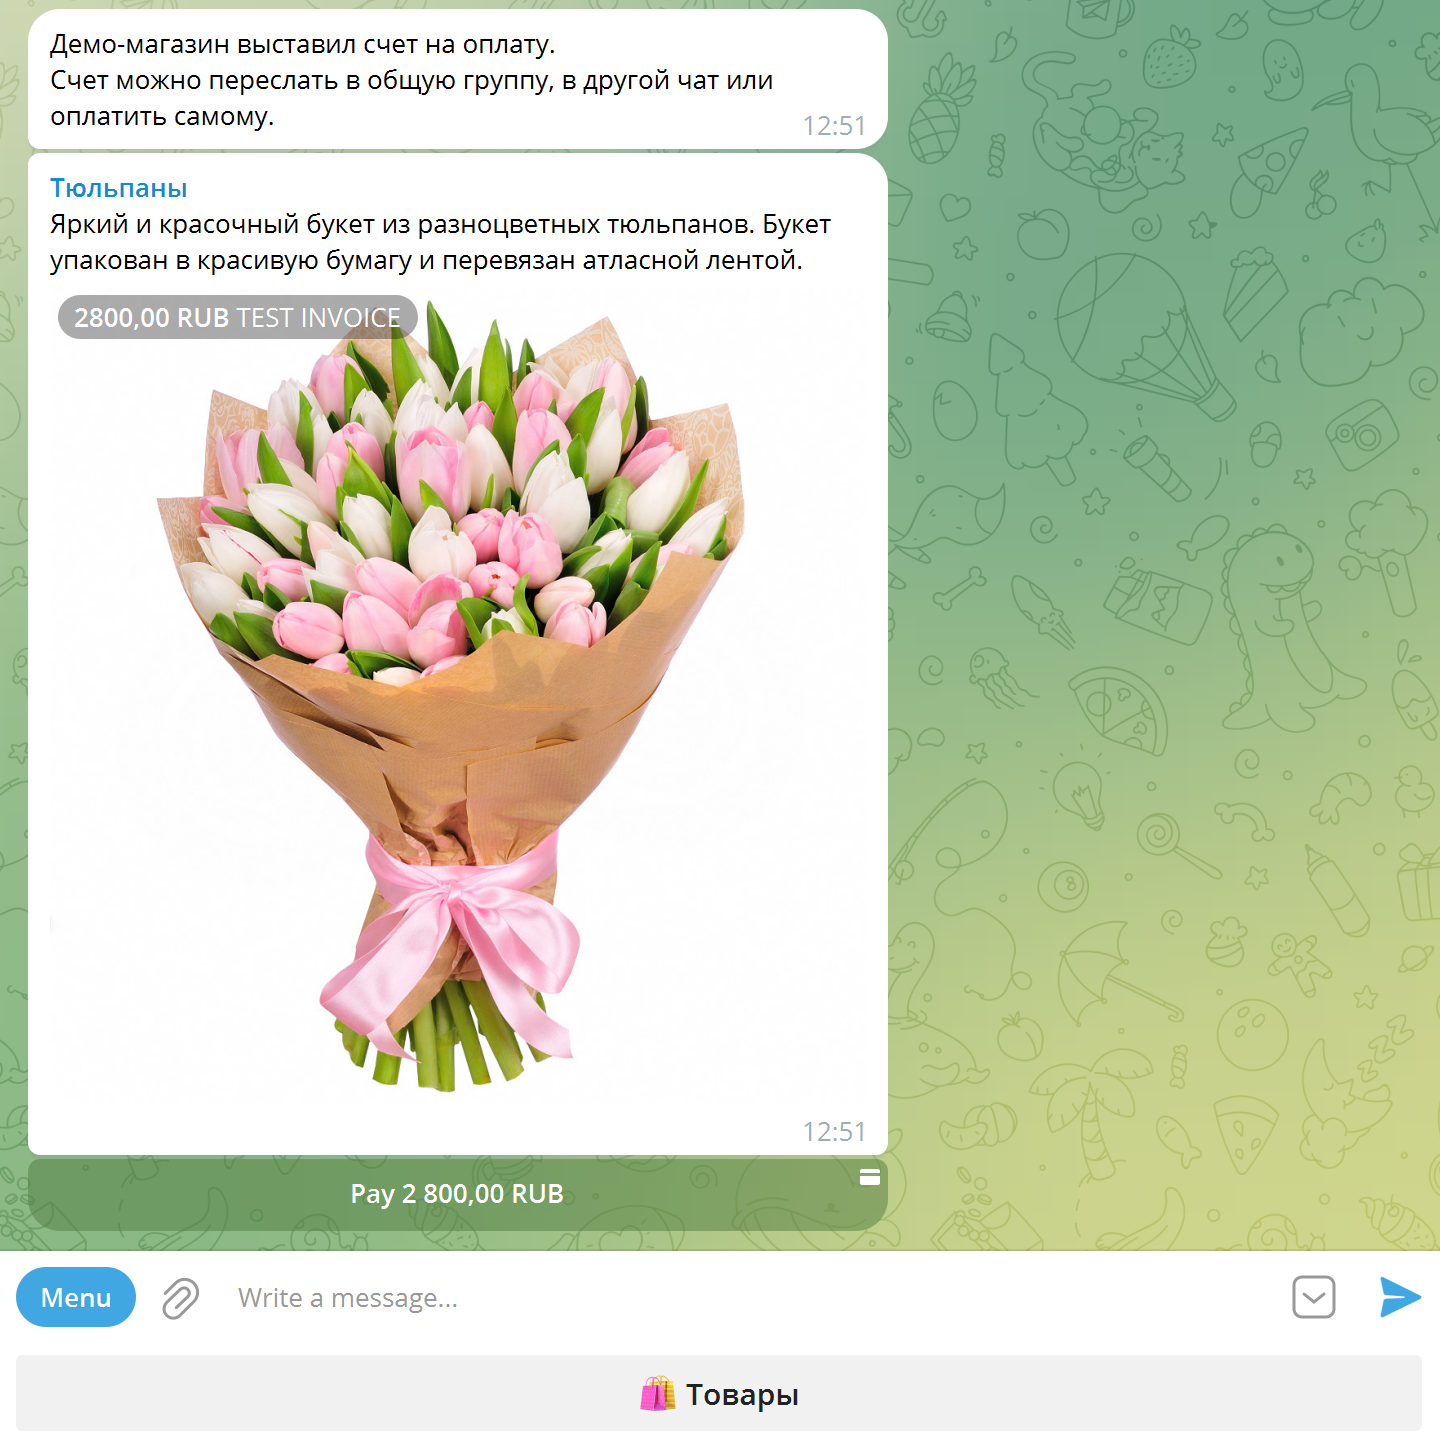 Демо-магазин выставил счет на оплату.
Счет можно переслать в общую группу, в другой чат или
оплатить самому.
12:51
Тюльпаны
Яркий и красочный букет из разноцветных тюльпанов. Букет
упакован в красивую бумагу и перевязан атласной лентой.
2800,00 RUB TEST INVOICE
12:51
Pay 2 800,00 RUB
Menu
Write a message...
Товары